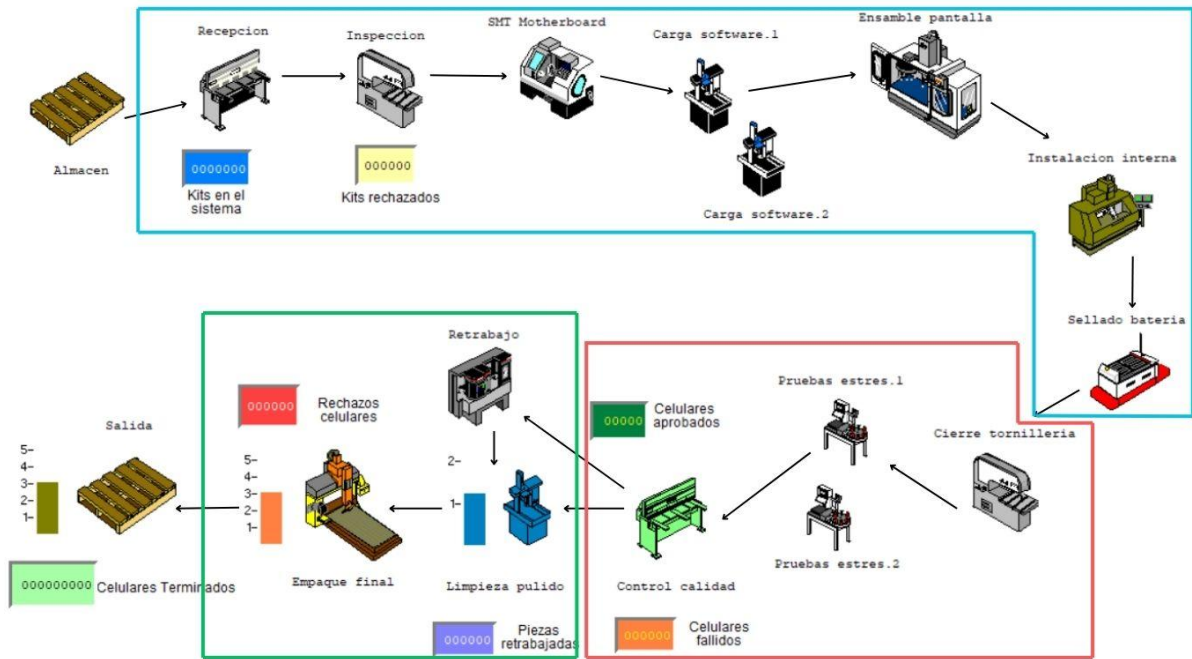 SMT Motherboard
Ensamble pantalla
Recepcion
Inspeccion
Carga software.1
Almacen
0000000
Kits en el
sistema
000000
Kits rechazados
Carga software.2
Instalacion interna
Sellado bateria
Retrabajo
Pruebas estres.1
Cierre tornilleria
000000
Rechazos
celulares
00000
Celulares
aprobados
Salida
5-
4-
3-
2-
1-
5-
4-
3-
2-
1-
2-
1-
Pruebas estres.2
Empaque final
Limpieza pulido
Control calidad
000000000
Celulares Terminados
000000
Piezas
retrabajadas
000000
Celulares
fallidos